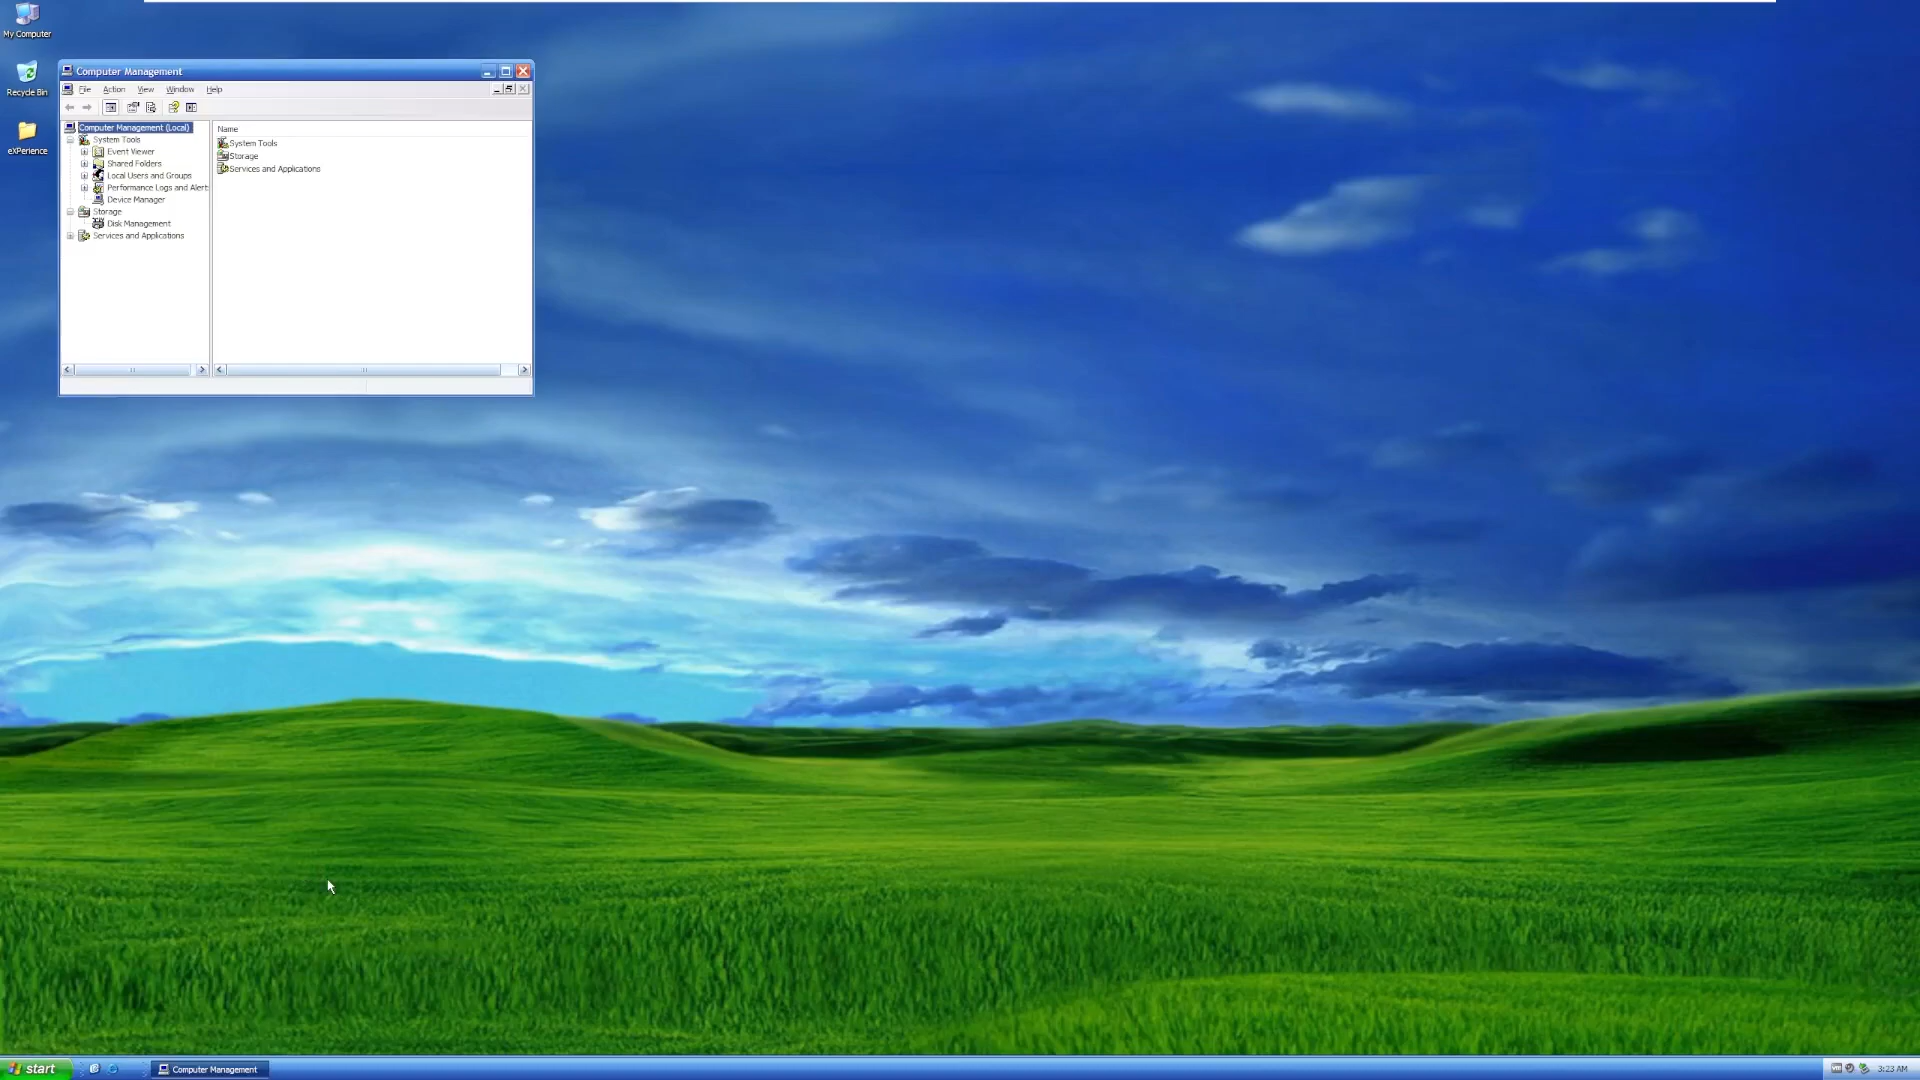 My Computer
Recycle Bin
eXPerience
Computer Management
File Action View Window Help
Computer Management (Local)
System Tools
Event Viewer
Shared Folders
Local Users and Groups
Performance Logs and Alert
Device Manager
Storage
Disk Management
Services and Applications
Name
System Tools
Storage
Services and Applications
start
Computer Management
3:23 AM